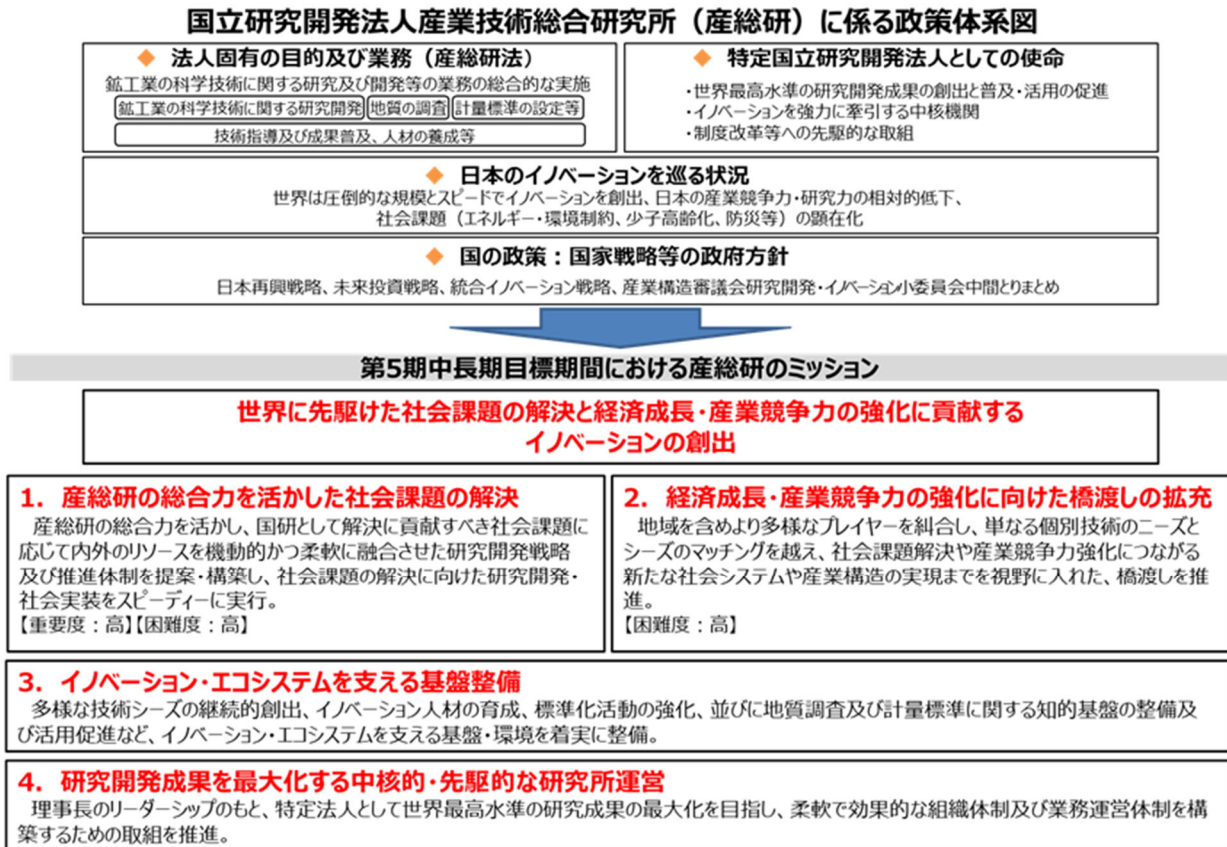 国立研究開発法人産業技術総合研究所（産総研）に係る政策体系図
◆ 法人固有の目的及び業務（産総研法）
鉱工業の科学技術に関する研究及び開発等の業務の総合的な実施
鉱工業の科学技術に関する研究開発 地質の調査 計量標準の設定等
技術指導及び成果普及、人材の養成等
◆ 特定国立研究開発法人としての使命
・世界最高水準の研究開発成果の創出と普及・活用の促進
・イノベーションを強力に牽引する中核機関
・制度改革等への先駆的な取組
◆ 日本のイノベーションを巡る状況
世界は圧倒的な規模とスピードでイノベーションを創出、日本の産業競争力・研究力の相対的低下、
社会課題（エネルギー・環境制約、少子高齢化、防災等）の顕在化
◆ 国の政策：国家戦略等の政府方針
日本再興戦略、未来投資戦略、統合イノベーション戦略、産業構造審議会研究開発・イノベーション小委員会中間とりまとめ
第5期中長期目標期間における産総研のミッション
世界に先駆けた社会課題の解決と経済成長・産業競争力の強化に貢献する
イノベーションの創出
1．産総研の総合力を活かした社会課題の解決
産総研の総合力を活かし、国研として解決に貢献すべき社会課題に
応じて内外のリソースを機動的かつ柔軟に融合させた研究開発戦略
及び推進体制を提案・構築し、社会課題の解決に向けた研究開発・
社会実装をスピーディーに実行。
【重要度：高】【困難度：高】
2．経済成長・産業競争力の強化に向けた橋渡しの拡充
地域を含めより多様なプレイヤーを糾合し、単なる個別技術のニーズと
シーズのマッチングを越え、社会課題解決や産業競争力強化につながる
新たな社会システムや産業構造の実現までを視野に入れた、橋渡しを推
進。
【困難度：高】
3．イノベーション・エコシステムを支える基盤整備
多様な技術シーズの継続的創出、イノベーション人材の育成、標準化活動の強化、並びに地質調査及び計量標準に関する知的基盤の整備及
び活用促進など、イノベーション・エコシステムを支える基盤・環境を着実に整備。
4．研究開発成果を最大化する中核的・先駆的な研究所運営
理事長のリーダーシップのもと、特定法人として世界最高水準の研究成果の最大化を目指し、柔軟で効果的な組織体制及び業務運営体制を構
築するための取組を推進。